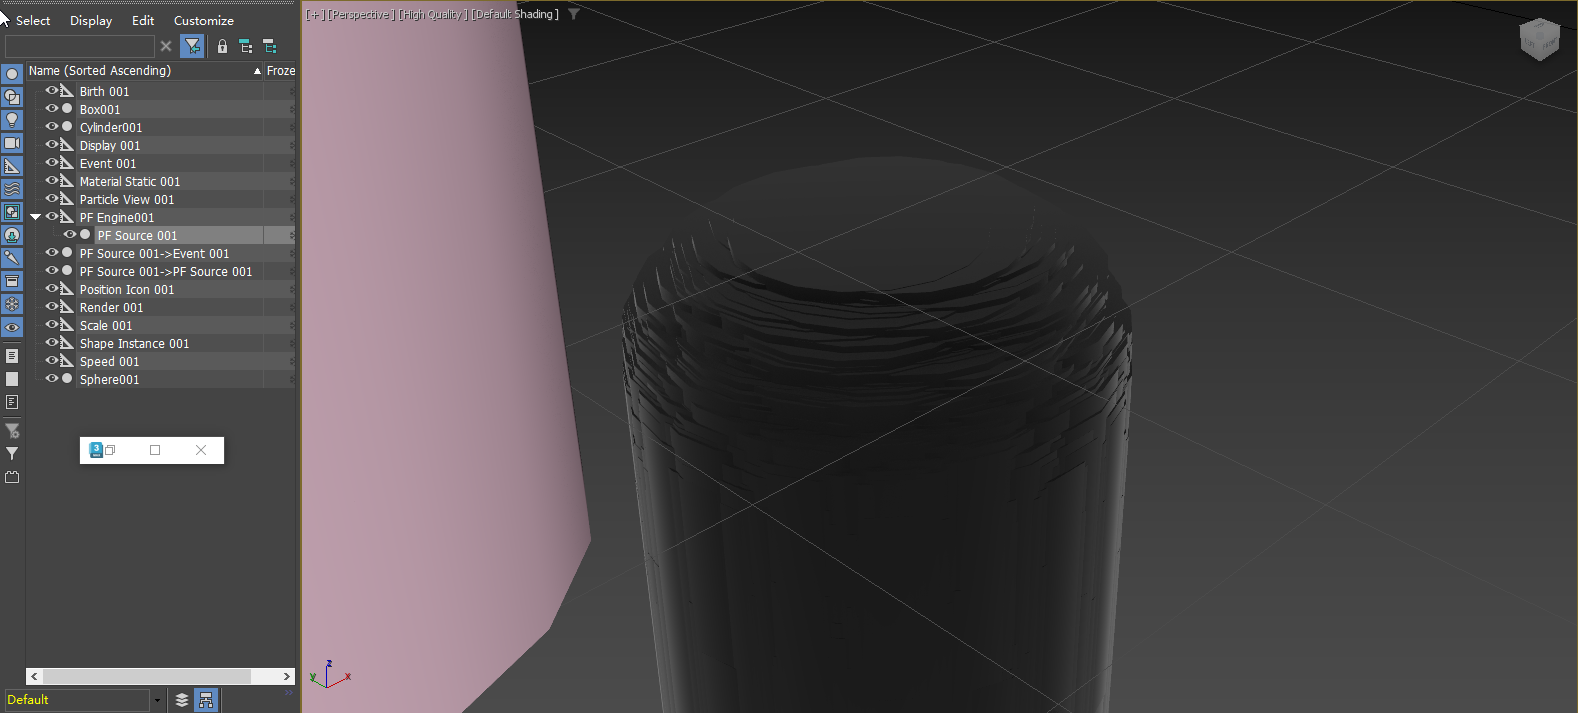 Select Display Edit Customize
[+] [Perspective] [High Quality] [Default Shading]
Name (Sorted Ascending) ▲ Froze
Birth 001
Box001
Cylinder001
Display 001
Event 001
Material Static 001
Particle View 001
PF Engine001
PF Source 001
PF Source 001->Event 001
PF Source 001->PF Source 001
Position Icon 001
Render 001
Scale 001
Shape Instance 001
Speed 001
Sphere001
3
z
y
x
Default